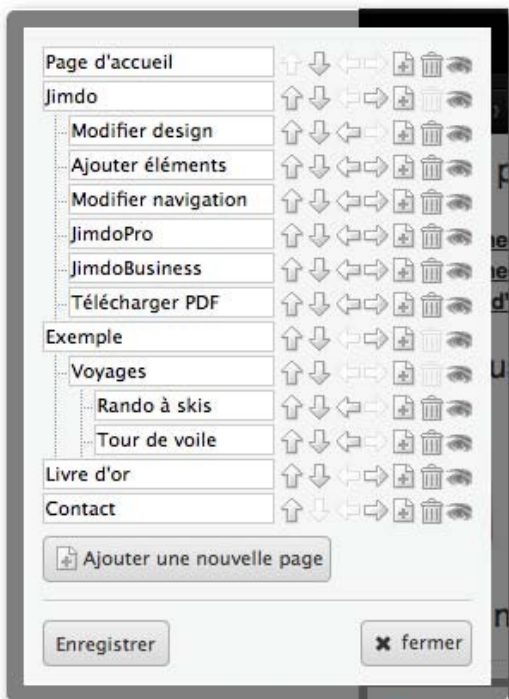 Page d'accueil
Jimdo
Modifier design
Ajouter éléments
Modifier navigation
JimdoPro
JimdoBusiness
Télécharger PDF
Exemple
Voyages
Rando à skis
Tour de voile
Livre d'or
Contact
Ajouter une nouvelle page
Enregistrer
fermer